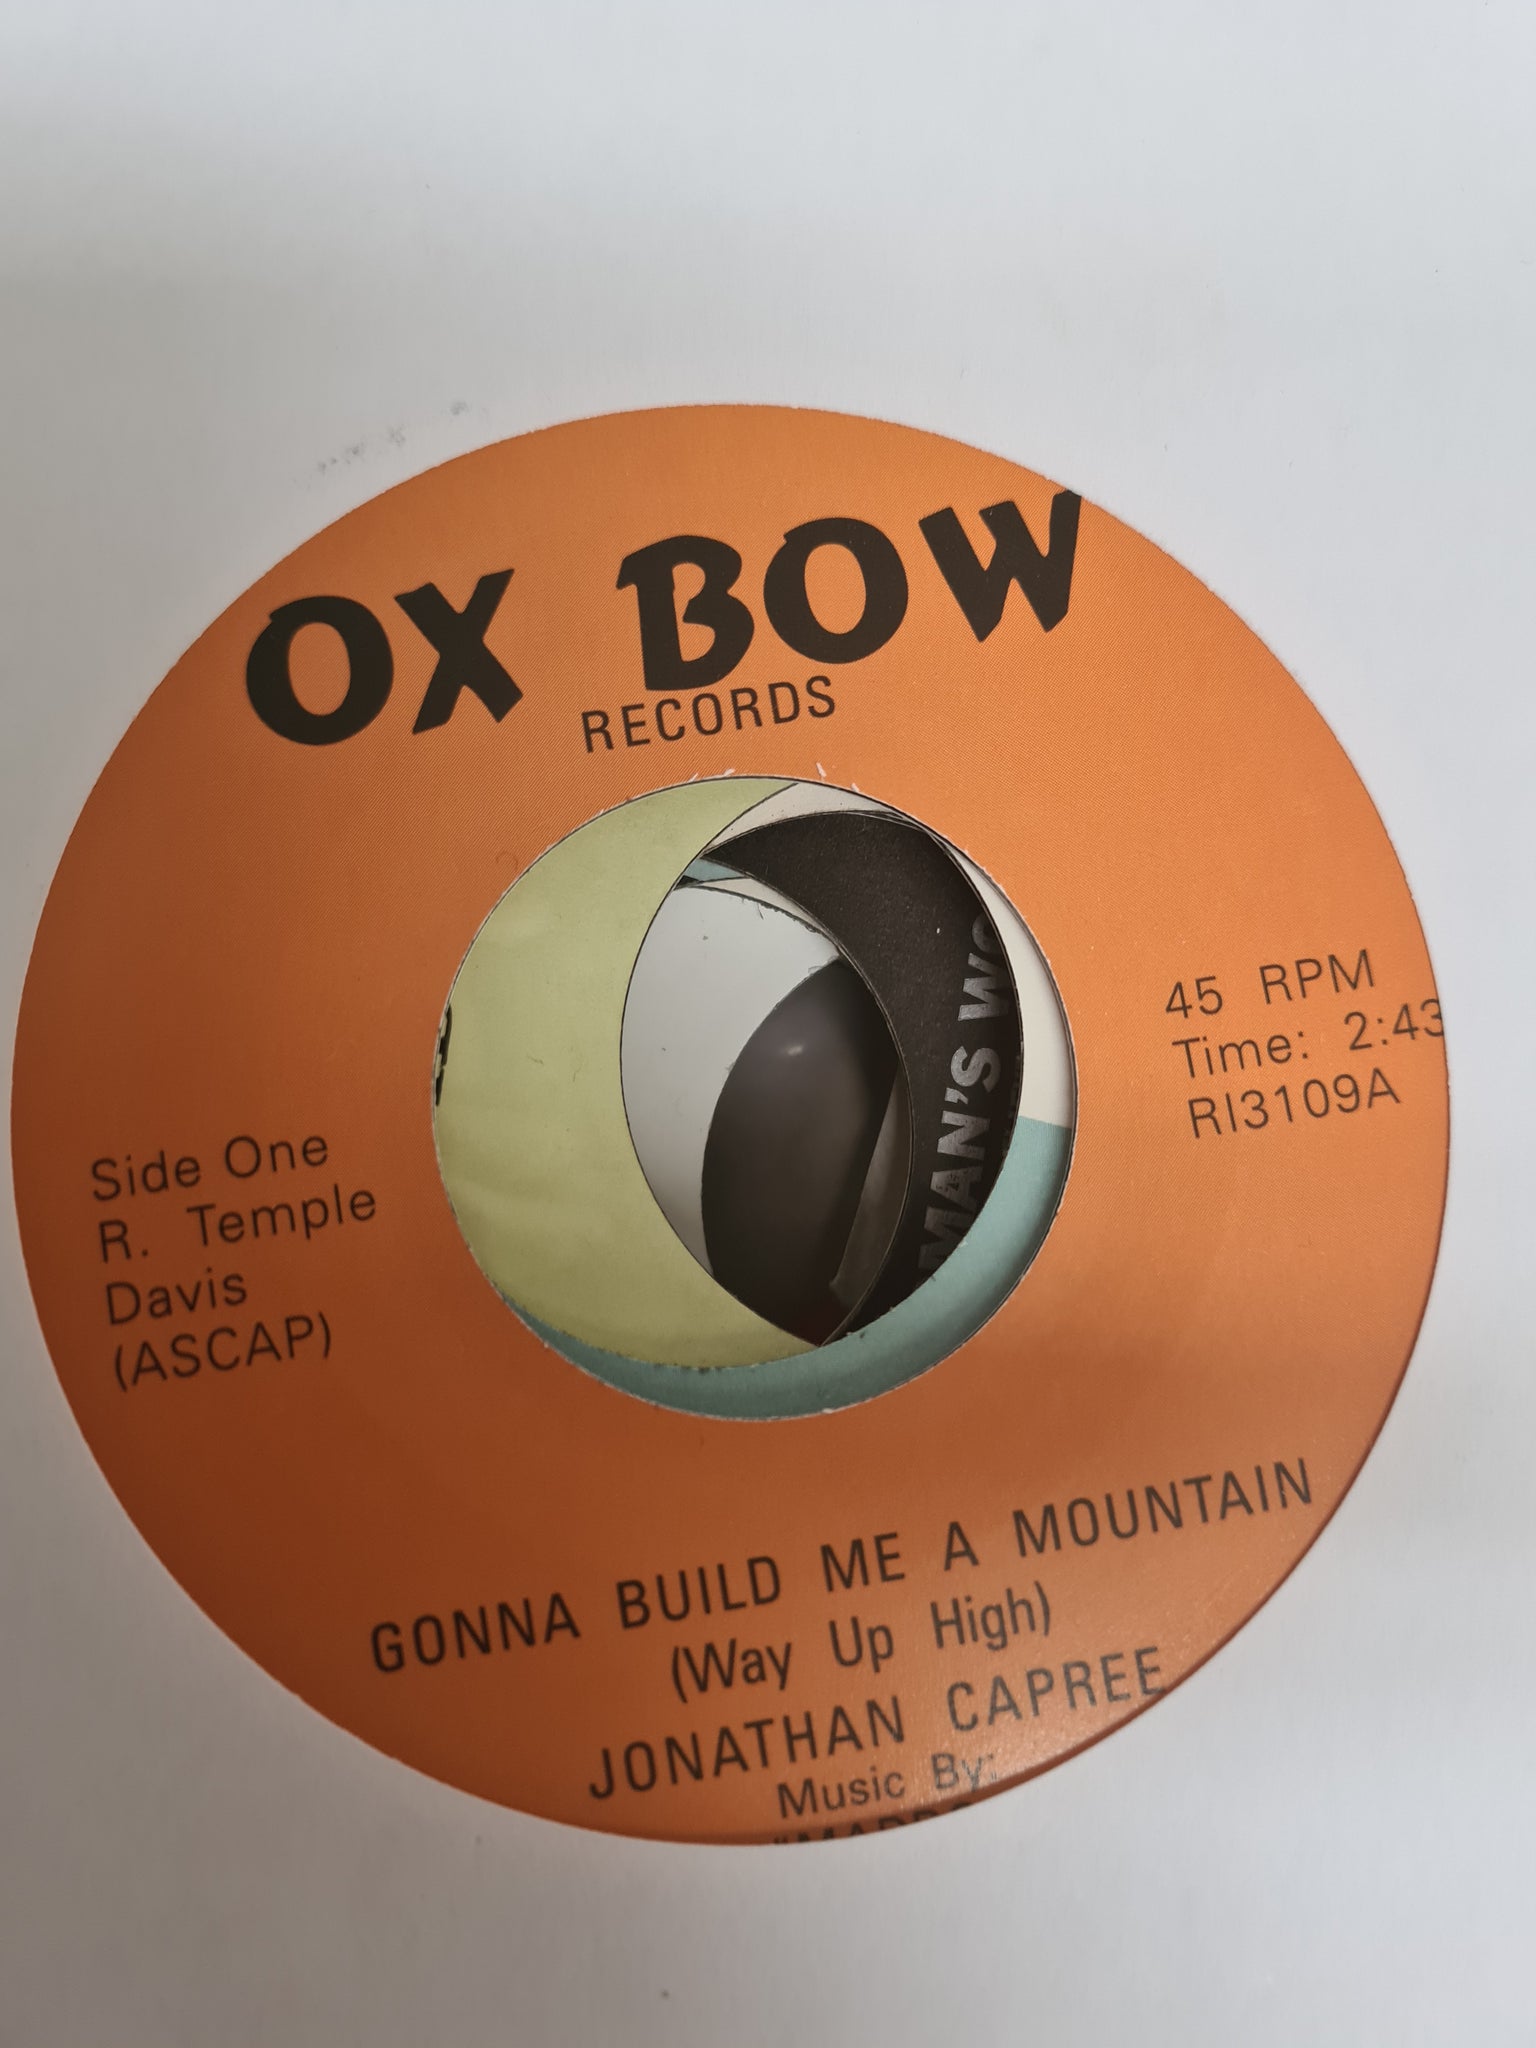 OX BOW
RECORDS
45 RPM
Time: 2:43
RI3109A
Side One
R. Temple
Davis
(ASCAP)
GONNA BUILD ME A MOUNTAIN
(Way Up High)
JONATHAN CAPREE
Music By:
MAN'S